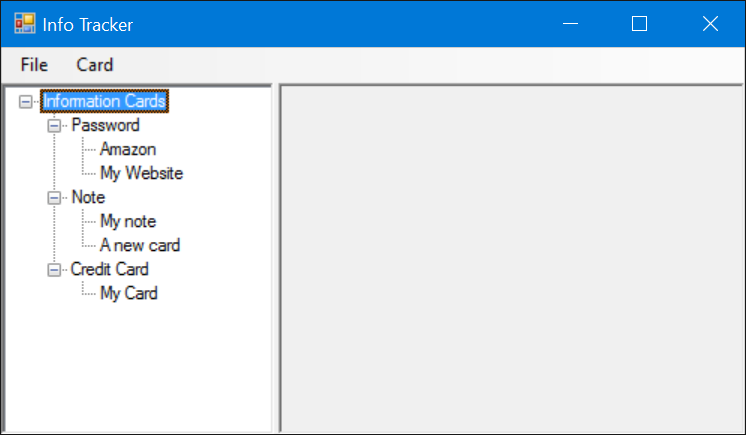 Info Tracker
File Card
Information Cards
Password
Amazon
My Website
Note
My note
A new card
Credit Card
My Card